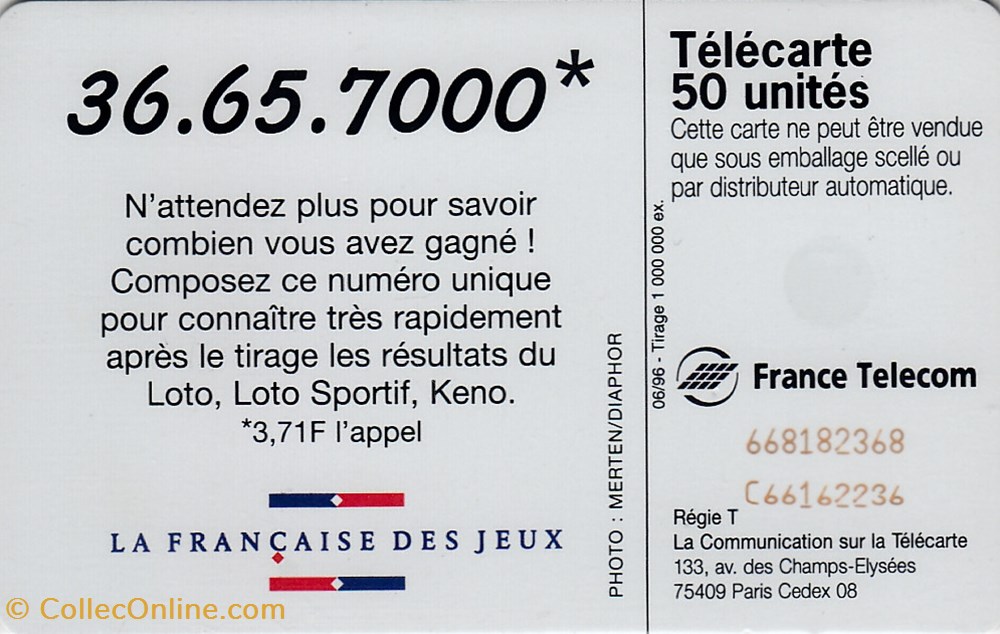 36.65.7000*
N'attendez plus pour savoir
combien vous avez gagné !
Composez ce numéro unique
pour connaître très rapidement
après le tirage les résultats du
Loto, Loto Sportif, Keno.
*3,71F l'appel
LA FRANÇAISE DES JEUX
PHOTO : MERTEN/DIAPHOR
06/96 - Tirage 1 000 000 ex.
Télécarte
50 unités
Cette carte ne peut être vendue
que sous emballage scellé ou
par distributeur automatique.
France Telecom
668182368
C66162236
Régie T
La Communication sur la Télécarte
133, av. des Champs-Elysées
75409 Paris Cedex 08
© CollecOnline.com